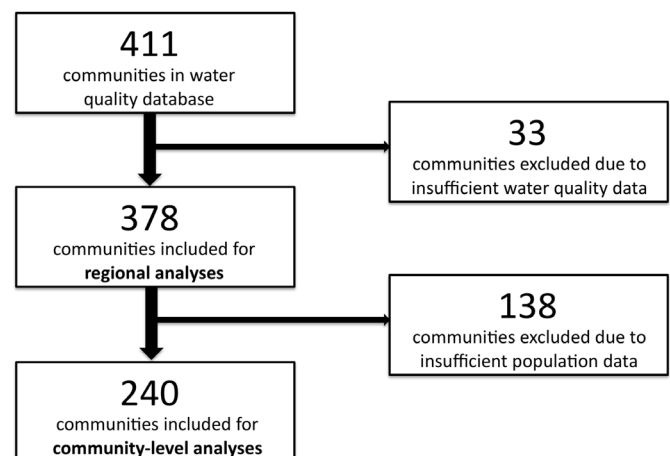 411
communities in water
quality database
33
communities excluded due to
insufficient water quality data
378
communities included for
regional analyses
138
communities excluded due to
insufficient population data
240
communities included for
community-level analyses